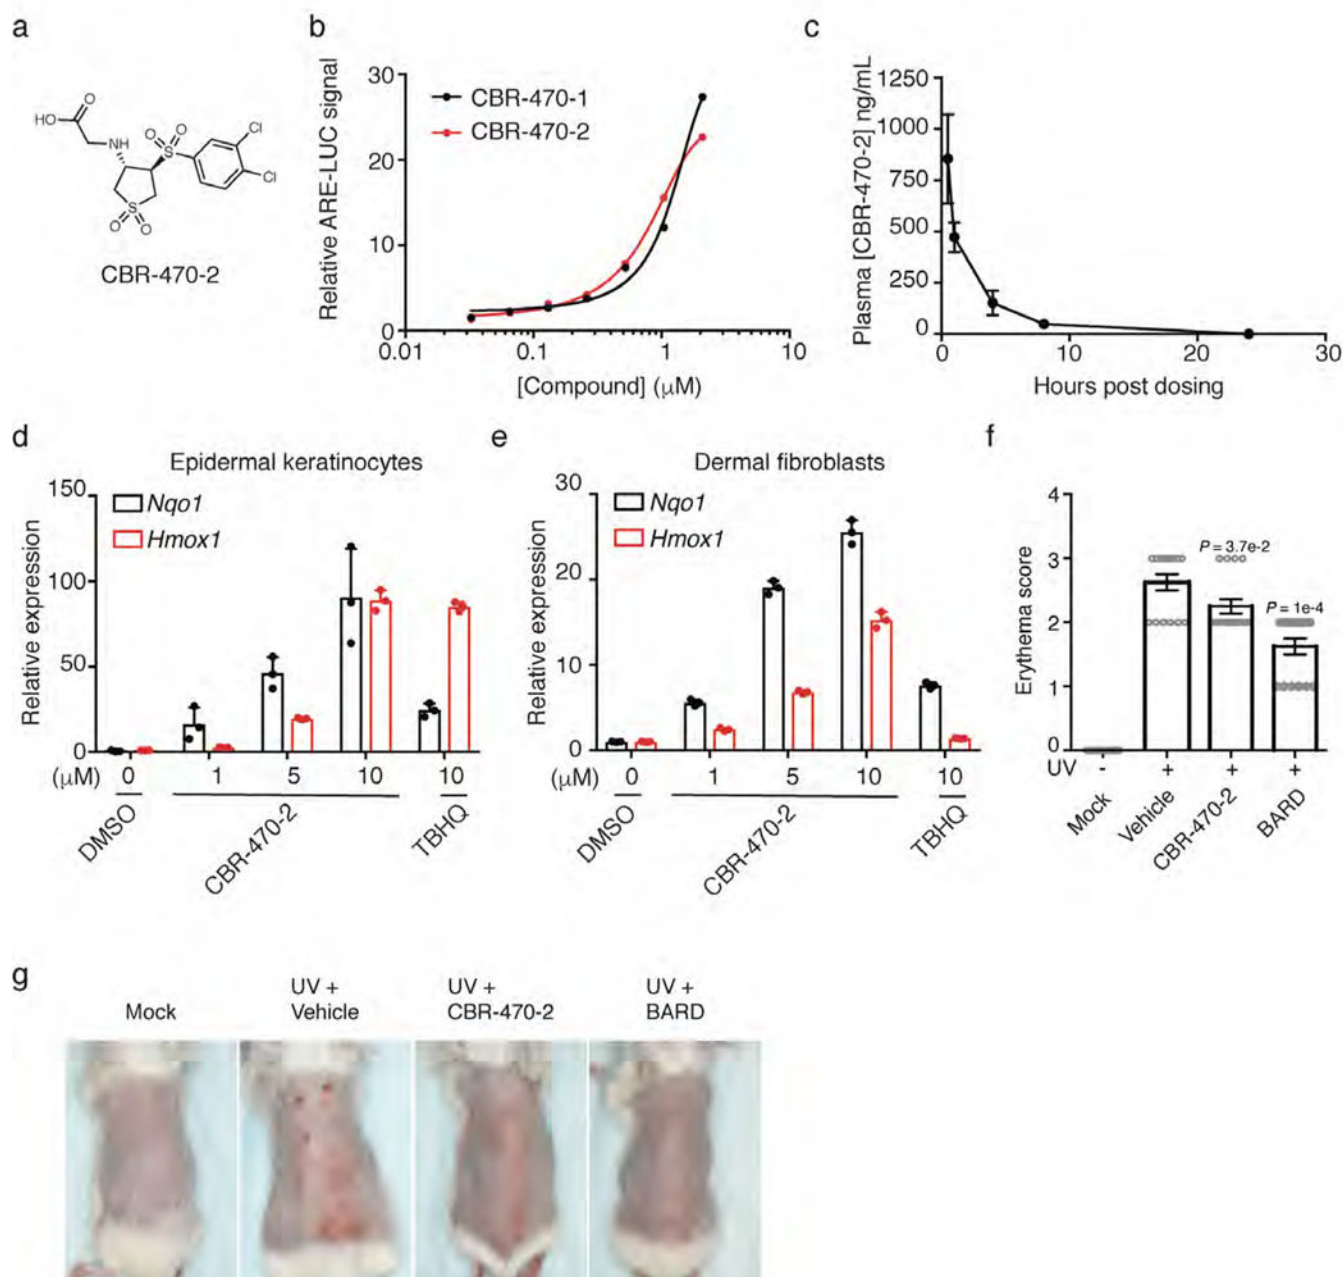 a
HO
O
NH
O
O
S
Cl
Cl
S
O
O
CBR-470-2
b
Relative ARE-LUC signal
30
20
10
0
CBR-470-1
CBR-470-2
0.01
0.1
1
10
[Compound] (μM)
c
Plasma [CBR-470-2] ng/mL
1250
1000
750
500
250
0
0
10
20
30
Hours post dosing
d
Epidermal keratinocytes
Relative expression
150
100
50
0
Nqo1
Hmox1
(μM)
0
1
5
10
10
DMSO
CBR-470-2
TBHQ
e
Dermal fibroblasts
Relative expression
30
20
10
0
Nqo1
Hmox1
(μM)
0
1
5
10
10
DMSO
CBR-470-2
TBHQ
f
Erythema score
4
3
2
1
0
P = 3.7e-2
P = 1e-4
UV - + + +
Mock
Vehicle
CBR-470-2
BARD
g
Mock
UV +
Vehicle
UV +
CBR-470-2
UV +
BARD